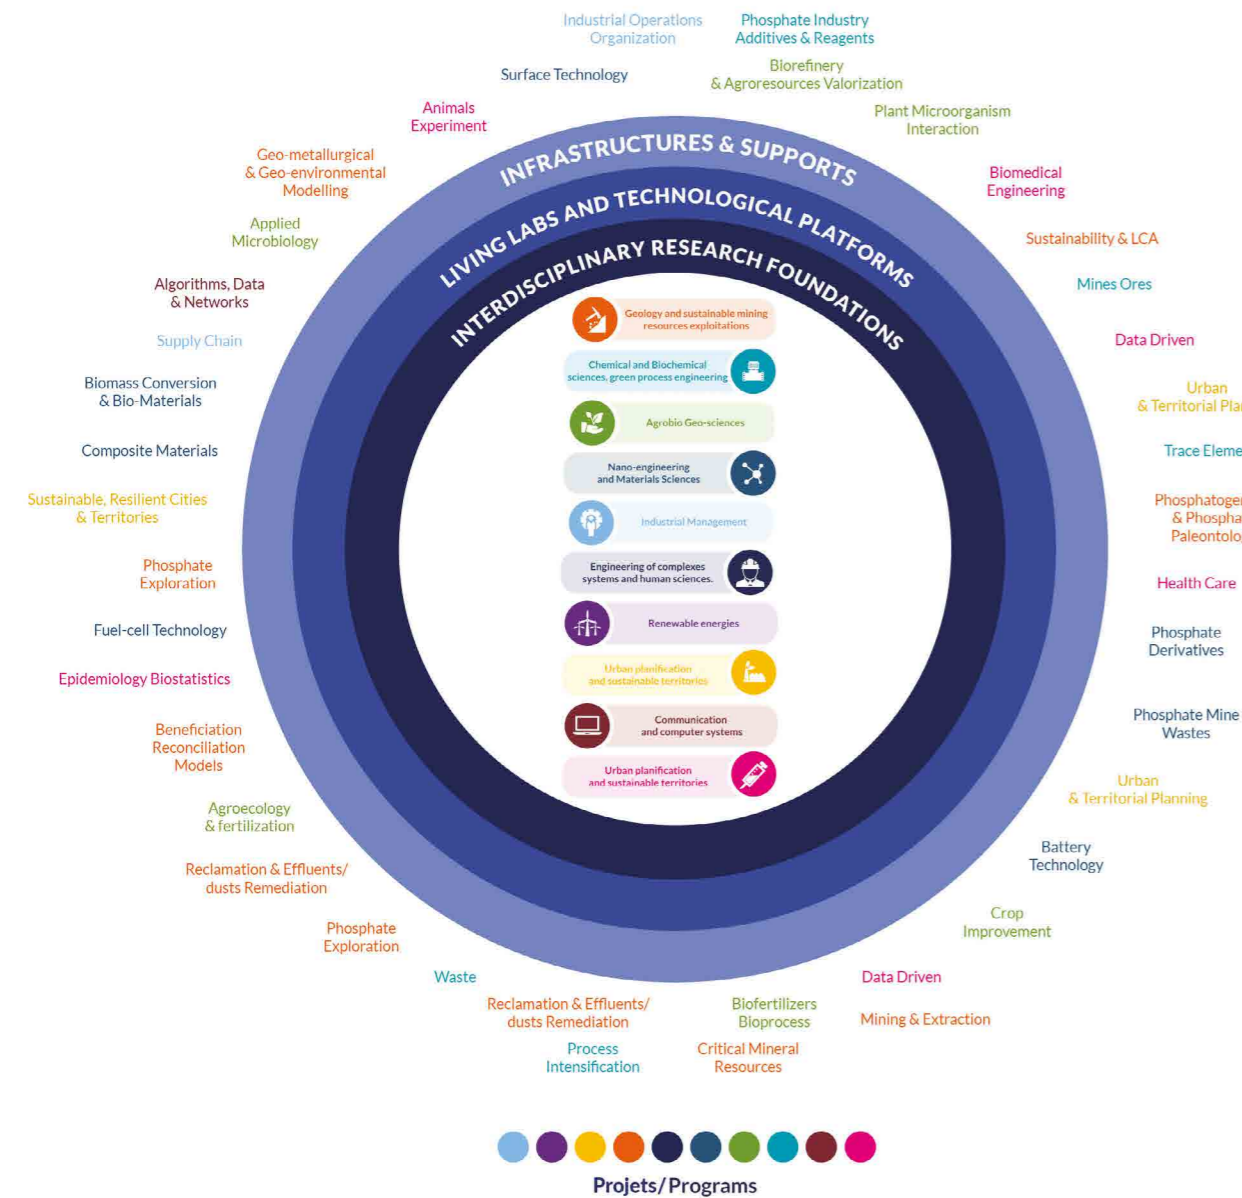 Industrial Operations
Organization
Phosphate Industry
Additives & Reagents
Surface Technology
Biorefinery
& Agroresources Valorization
Animals
Experiment
Plant Microorganism
Interaction
Geo-metallurgical
& Geo-environmental
Modelling
Biomedical
Engineering
Applied
Microbiology
Sustainability & LCA
Algorithms, Data
& Networks
Mines Ores
Supply Chain
Data Driven
Biomass Conversion
& Bio-Materials
Urban
& Territorial
Composite Materials
Trace
Sustainable, Resilient Cities
& Territories
&
Phosphate
Exploration
Health Care
Fuel-cell Technology
Phosphate
Derivatives
Epidemiology Biostatistics
Beneficiation
Reconciliation
Models
Phosphate Mine
Wastes
Agroecology
& fertilization
Urban
& Territorial Planning
Reclamation & Effluents/
dusts Remediation
Battery
Technology
Phosphate
Exploration
Crop
Improvement
Waste
Data Driven
Reclamation & Effluents/
dusts Remediation
Biofertilizers
Bioprocess
Mining & Extraction
Process
Intensification
Critical Mineral
Resources
INFRASTRUCTURES & SUPPORTS
LIVING LABS AND TECHNOLOGICAL PLATFORMS
INTERDISCIPLINARY RESEARCH FOUNDATIONS
Geology and sustainable mining
resources exploitations
Chemical and Biochemical
sciences, green process engineering
Agrobio Geo-sciences
Nano-engineering
and Materials Sciences
Industrial Management
Engineering of complexes
systems and human sciences.
Renewable energies
Urban planification
and sustainable territories
Communication
and computer systems
Urban planification
and sustainable territories
Projets/Programs